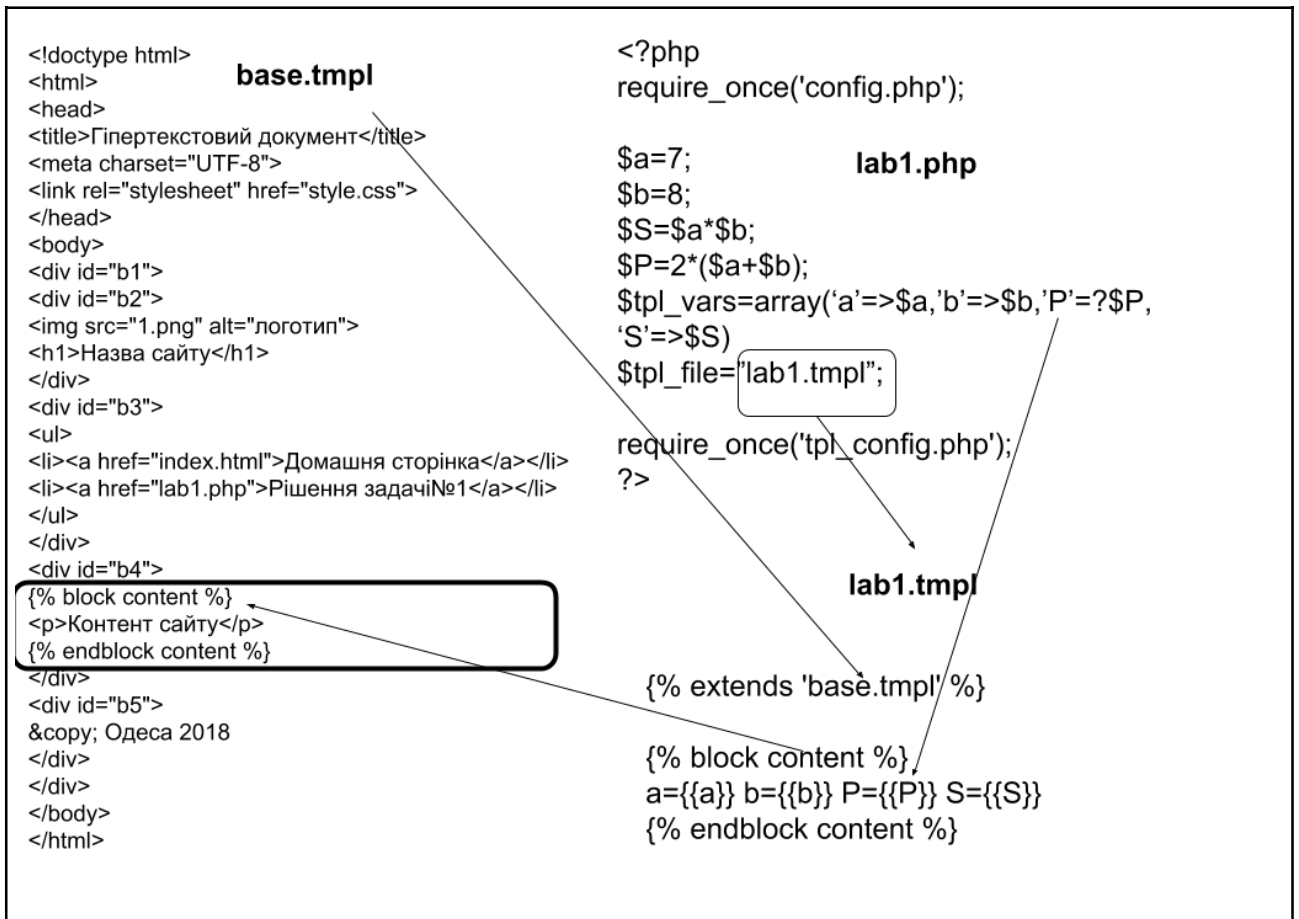 base.tmpl
<!doctype html>
<html>
<head>
<title>Гіпертекстовий документ</title>
<meta charset="UTF-8">
<link rel="stylesheet" href="style.css">
</head>
<body>
<div id="b1">
<div id="b2">
<img src="1.png" alt="логотип">
<h1>Назва сайту</h1>
</div>
<div id="b3">
<ul>
<li><a href="index.html">Домашня сторінка</a></li>
<li><a href="lab1.php">Рішення задачі№1</a></li>
</ul>
</div>
<div id="b4">
{% block content %}
<p>Контент сайту</p>
{% endblock content %}
</div>
<div id="b5">
&copy; Одеса 2018
</div>
</div>
</body>
</html>
lab1.php
<?php
require_once('config.php');
$a=7;
$b=8;
$S=$a*$b;
$P=2*($a+$b);
$tpl_vars=array(‘a’=>$a,’b’=>$b,’P’=?$P,
‘S’=>$S)
$tpl_file=”lab1.tmpl”;
require_once('tpl_config.php');
?>
lab1.tmpl
{% extends 'base.tmpl' %}
{% block content %}
a={{a}} b={{b}} P={{P}} S={{S}}
{% endblock content %}